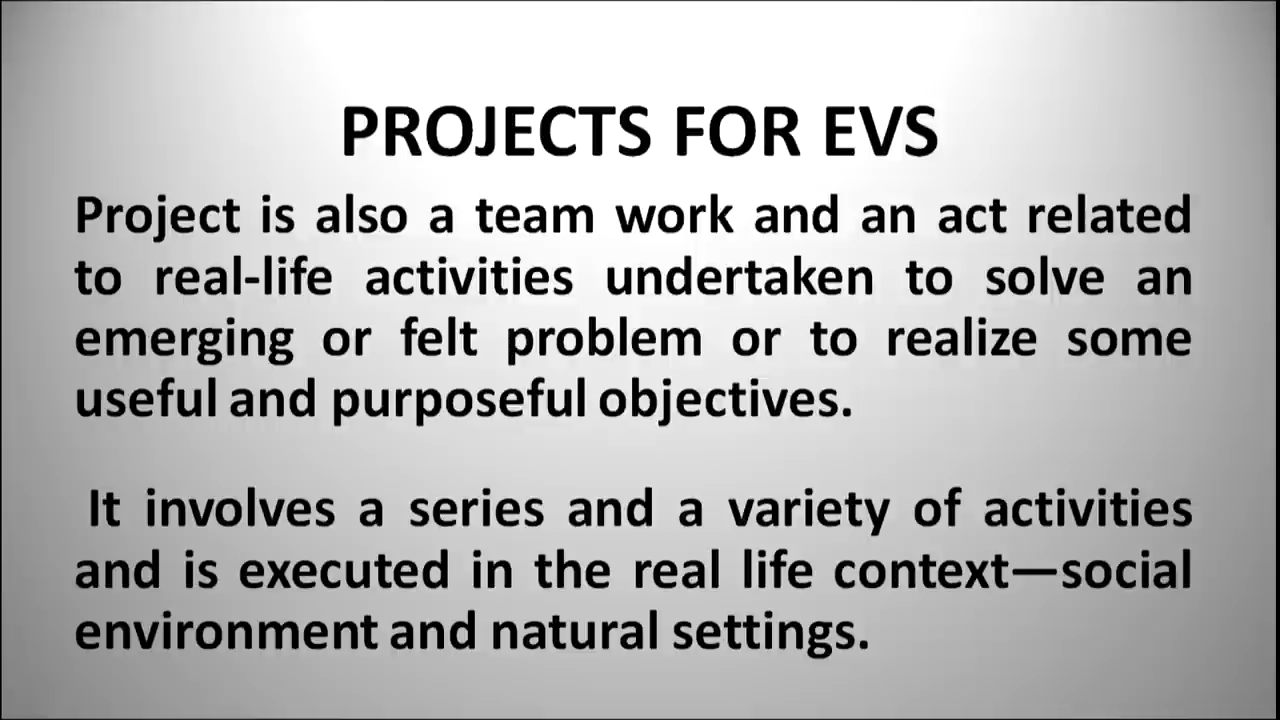 PROJECTS FOR EVS
Project is also a team work and an act related
to real-life activities undertaken to solve an
emerging or felt problem or to realize some
useful and purposeful objectives.
It involves a series and a variety of activities
and is executed in the real life context—social
environment and natural settings.